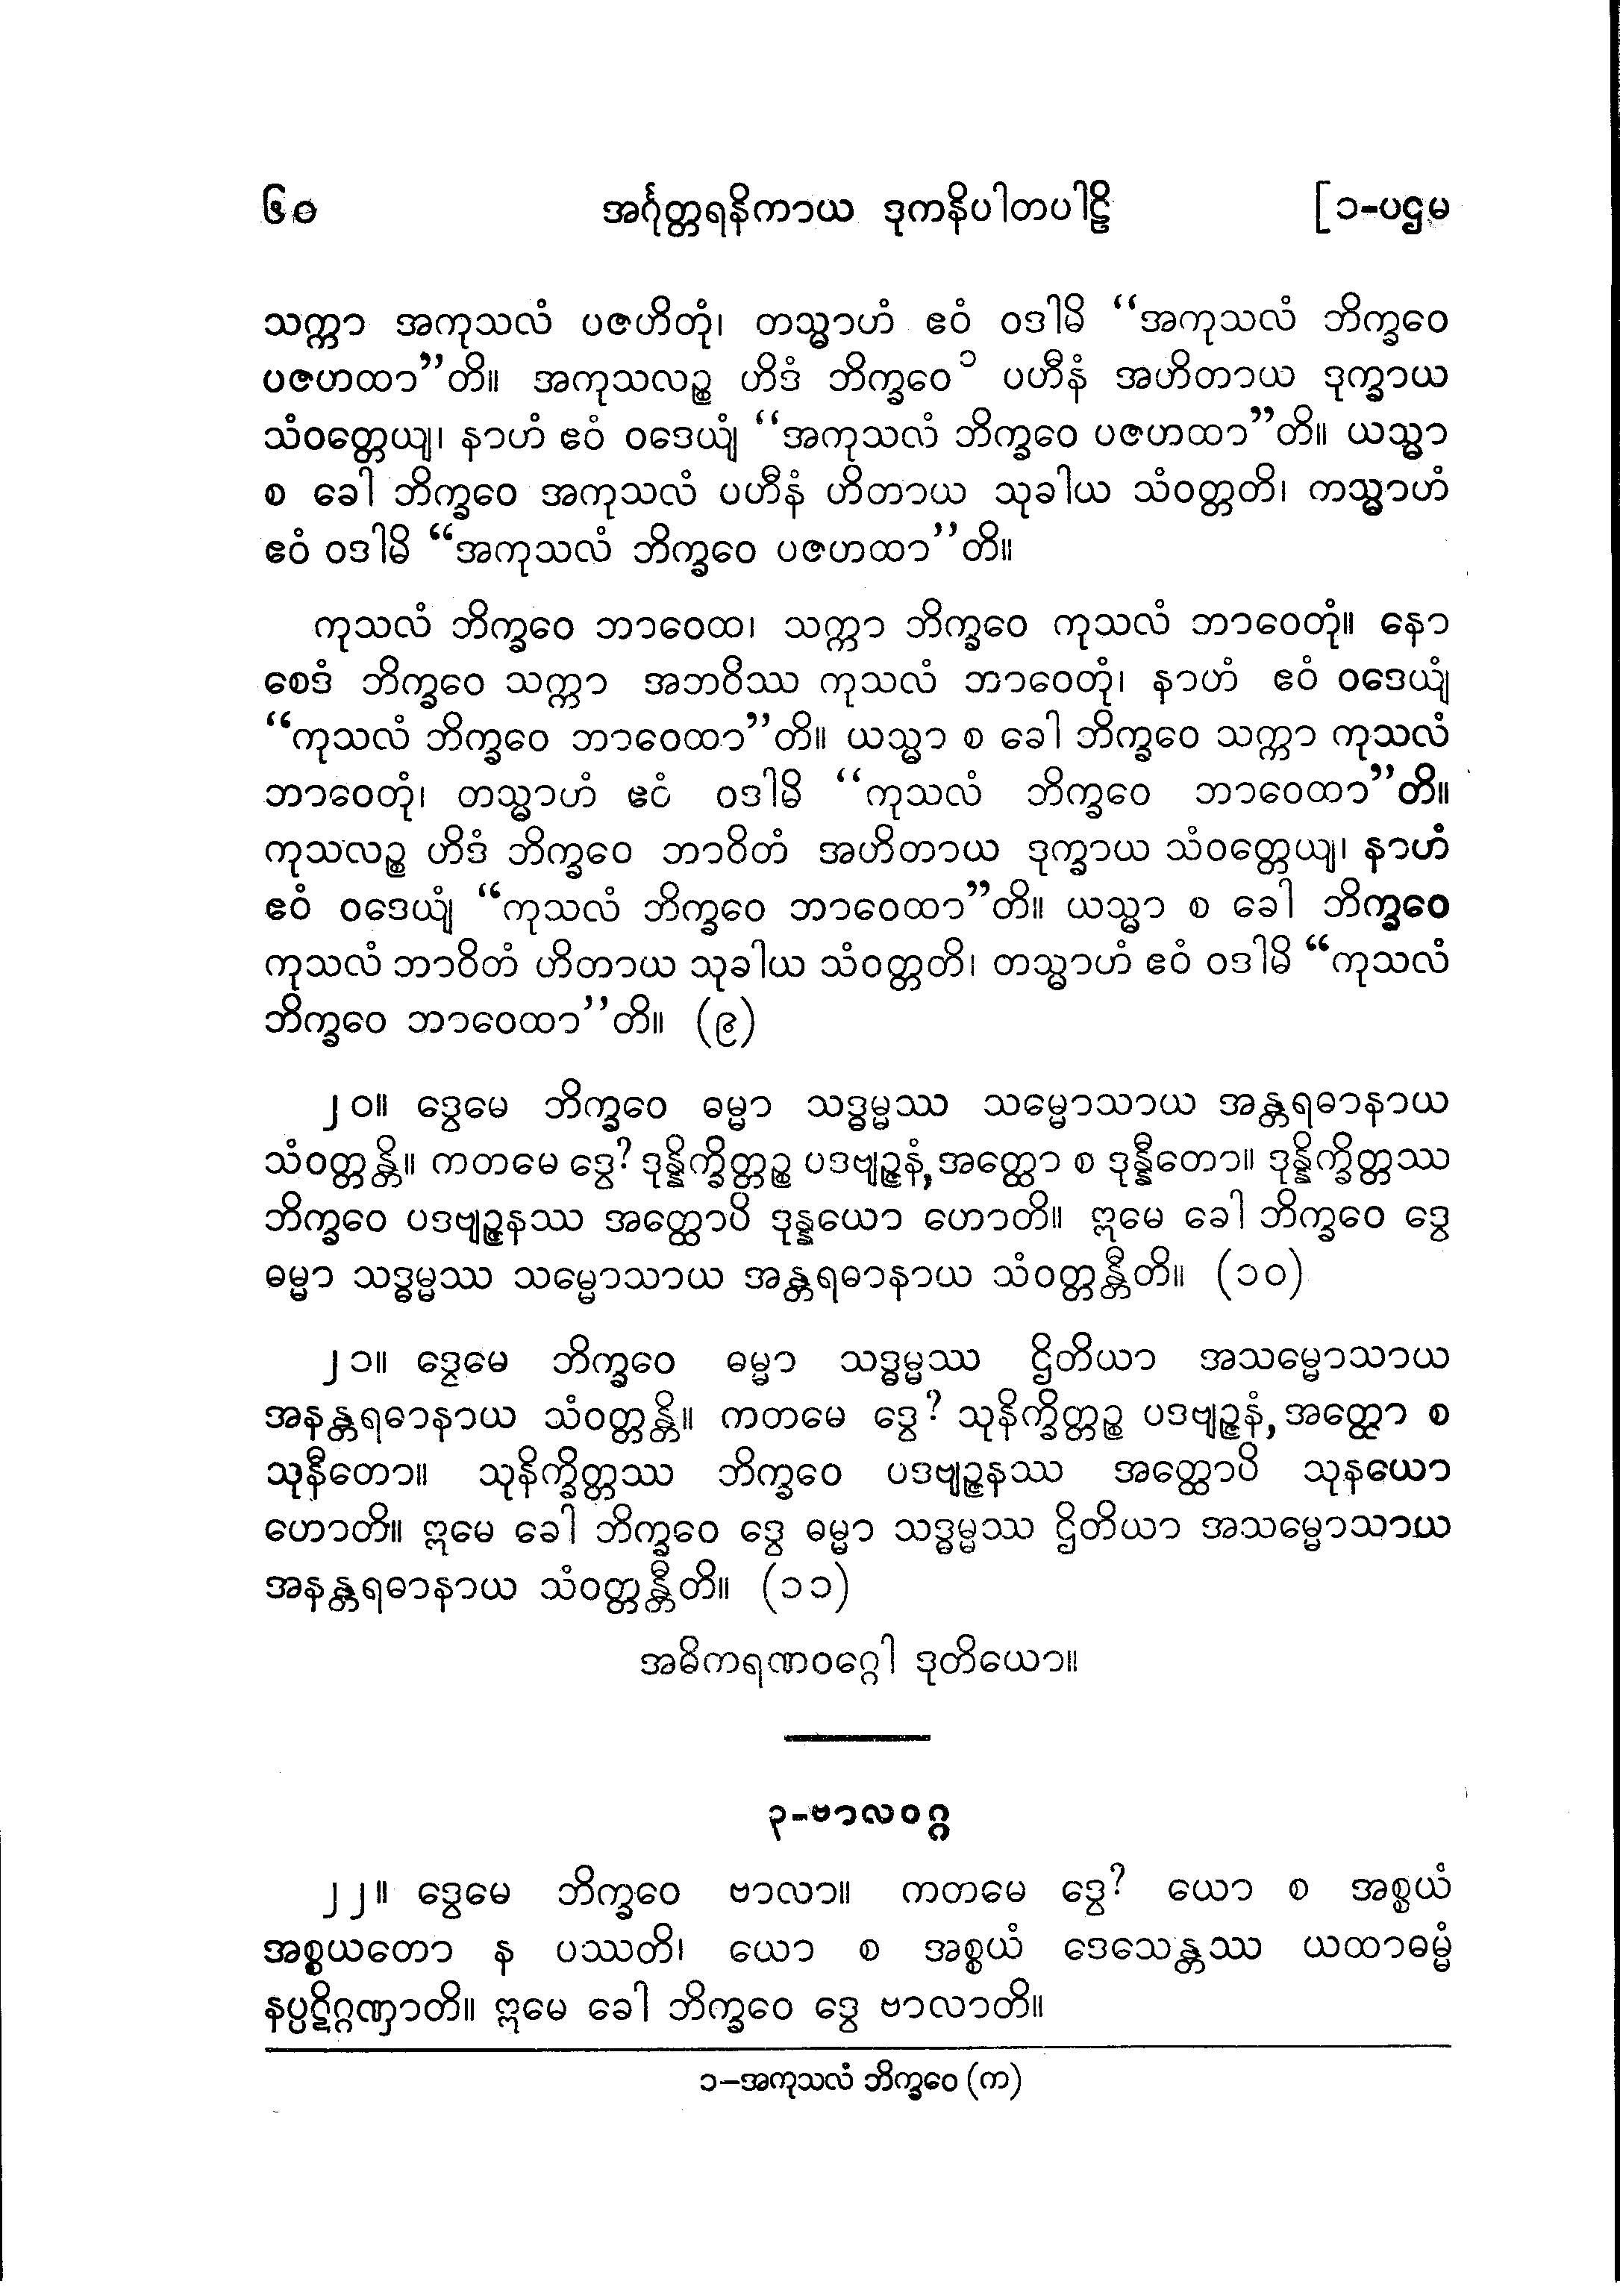 ၆၀ အင်္ဂုတ္တရနိကာယ ဒုကနိပါတပါဠိ [၁-ပဌမ
သက္ကာ အကုသလံ ပဇဟိတုံ၊ တသ္မာဟံ ဧဝံ ဝဒါမိ “အကုသလံ ဘိက္ခဝေ
ပဇဟထာ”တိ။ အကုသလဉ္စ ဟိဒံ ဘိက္ခဝေ ၁ ပဟီနံ အဟိတာယ ဒုက္ခာယ
သံဝတ္တေယျ၊ နာဟံ ဧဝံ ဝဒေယျံ “အကုသလံ ဘိက္ခဝေ ပဇဟထာ”တိ။ ယသ္မာ
စ ခေါ ဘိက္ခဝေ အကုသလံ ပဟီနံ ဟိတာယ သုခါယ သံဝတ္တတိ၊ ကသ္မာဟံ
ဧဝံ ဝဒါမိ “အကုသလံ ဘိက္ခဝေ ပဇဟထာ”တိ။
ကုသလံ ဘိက္ခဝေ ဘာဝေထ၊ သက္ကာ ဘိက္ခဝေ ကုသလံ ဘာဝေတုံ။ နော
စေဒံ ဘိက္ခဝေ သက္ကာ အဘဝိဿ ကုသလံ ဘာဝေတုံ၊ နာဟံ ဧဝံ ဝဒေယျံ
“ကုသလံ ဘိက္ခဝေ ဘာဝေထာ”တိ။ ယသ္မာ စ ခေါ ဘိက္ခဝေ သက္ကာ ကုသလံ
ဘာဝေတုံ၊ တသ္မာဟံ ဧဝံ ဝဒါမိ “ကုသလံ ဘိက္ခဝေ ဘာဝေထာ”တိ။
ကုသလဉ္စ ဟိဒံ ဘိက္ခဝေ ဘာဝိတံ အဟိတာယ ဒုက္ခာယ သံဝတ္တေယျ၊ နာဟံ
ဧဝံ ဝဒေယျံ “ကုသလံ ဘိက္ခဝေ ဘာဝေထာ”တိ။ ယသ္မာ စ ခေါ ဘိက္ခဝေ
ကုသလံ ဘာဝိတံ ဟိတာယ သုခါယ သံဝတ္တတိ၊ တသ္မာဟံ ဧဝံ ဝဒါမိ “ကုသလံ
ဘိက္ခဝေ ဘာဝေထာ”တိ။ (၉)
၂၀။ ဒွေမေ ဘိက္ခဝေ ဓမ္မာ သဒ္ဓမ္မဿ သမ္မောသာယ အန္တရဓာနာယ
သံဝတ္တန္တိ။ ကတမေ ဒွေ? ဒုန္နိက္ခိတ္တဉ္စ ပဒဗျဉ္ဇနံ, အတ္ထော စ ဒုန္နီတော။ ဒုန္နိက္ခိတ္တဿ
ဘိက္ခဝေ ပဒဗျဉ္ဇနဿ အတ္ထောပိ ဒုန္နယော ဟောတိ။ ဣမေ ခေါ ဘိက္ခဝေ ဒွေ
ဓမ္မာ သဒ္ဓမ္မဿ သမ္မောသာယ အန္တရဓာနာယ သံဝတ္တန္တီတိ။ (၁၀)
၂၁။ ဒွေမေ ဘိက္ခဝေ ဓမ္မာ သဒ္ဓမ္မဿ ဌိတိယာ အသမ္မောသာယ
အနန္တရဓာနာယ သံဝတ္တန္တိ။ ကတမေ ဒွေ? သုနိက္ခိတ္တဉ္စ ပဒဗျဉ္ဇနံ, အတ္ထော စ
သုနီတော။ သုနိက္ခိတ္တဿ ဘိက္ခဝေ ပဒဗျဉ္ဇနဿ အတ္ထောပိ သုနယော
ဟောတိ။ ဣမေ ခေါ ဘိက္ခဝေ ဒွေ ဓမ္မာ သဒ္ဓမ္မဿ ဌိတိယာ အသမ္မောသာယ
အနန္တရဓာနာယ သံဝတ္တန္တီတိ။ (၁၁)
အဓိကရဏဝဂ္ဂေါ ဒုတိယော။
၃-ဗာလဝဂ္ဂ
၂၂။ ဒွေမေ ဘိက္ခဝေ ဗာလာ။ ကတမေ ဒွေ? ယော စ အစ္စယံ
အစ္စယတော န ပဿတိ၊ ယော စ အစ္စယံ ဒေသေန္တဿ ယထာဓမ္မံ
နပ္ပဋိဂ္ဂဏှာတိ။ ဣမေ ခေါ ဘိက္ခဝေ ဒွေ ဗာလာတိ။
၁-အကုသလံ ဘိက္ခဝေ (က)